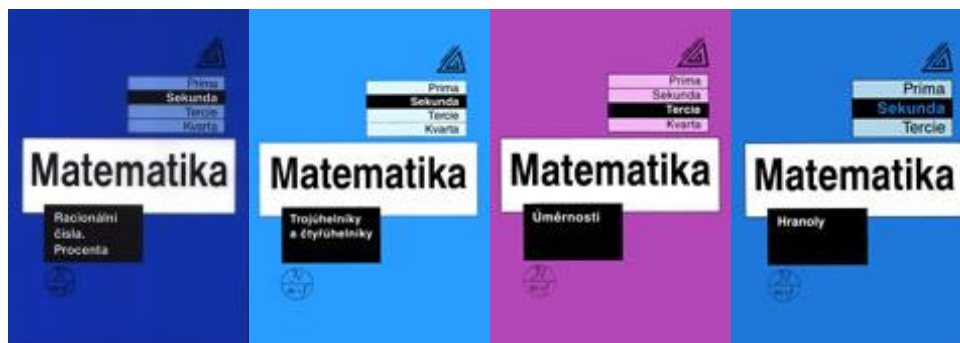 Prima
Sekunda
Tercie
Kvarta
Matematika
Racionální
čísla.
Procenta
Prima
Sekunda
Tercie
Kvarta
Matematika
Trojúhelníky
a čtyřúhelníky
Prima
Sekunda
Tercie
Kvarta
Matematika
Úměrnosti
Prima
Sekunda
Tercie
Matematika
Hranoly